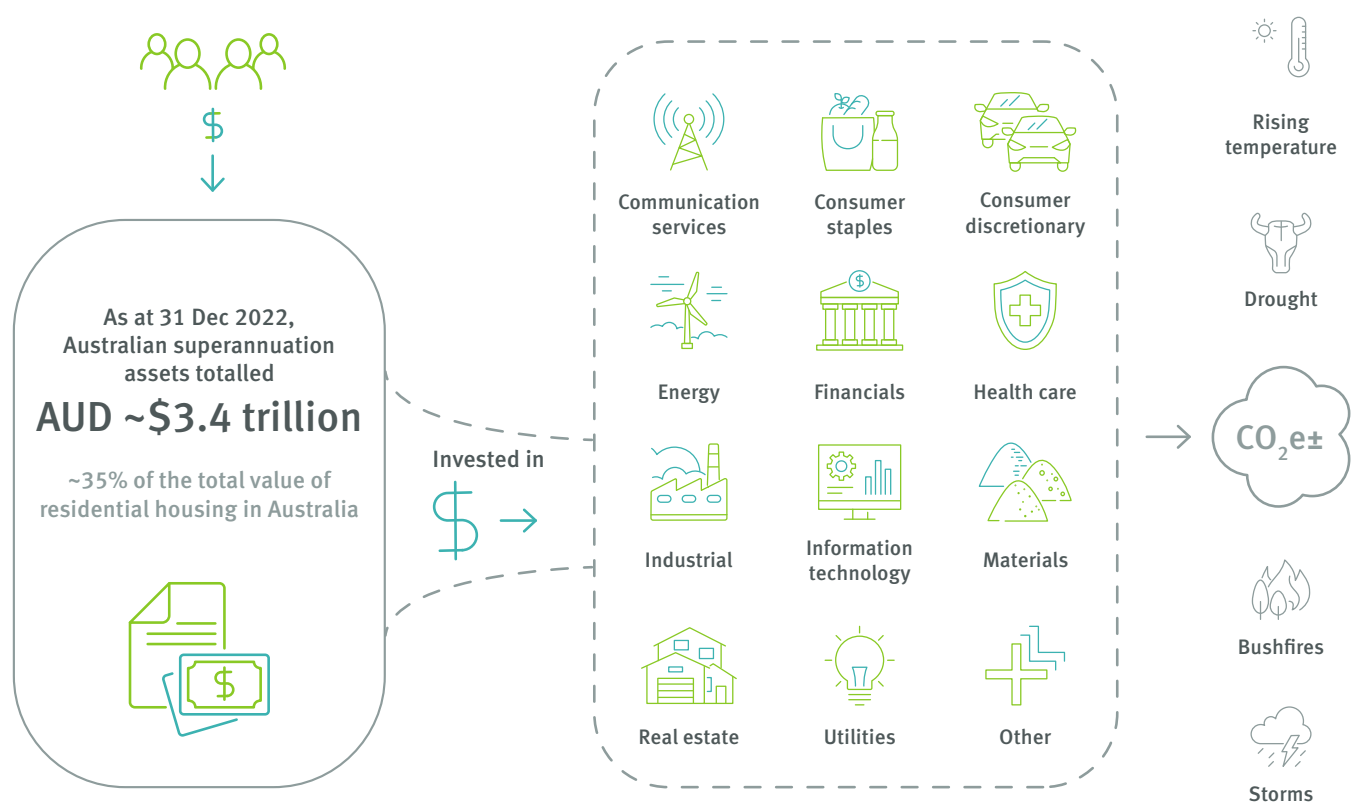 $
As at 31 Dec 2022,
Australian superannuation
assets totalled
AUD ~$3.4 trillion
~35% of the total value of
residential housing in Australia
$
Invested in
$
Communication
services
Consumer
staples
Consumer
discretionary
Energy
$
Financials
Health care
Industrial
Information
technology
Materials
Real estate
Utilities
Other
Rising
temperature
Drought
CO₂e±
Bushfires
Storms